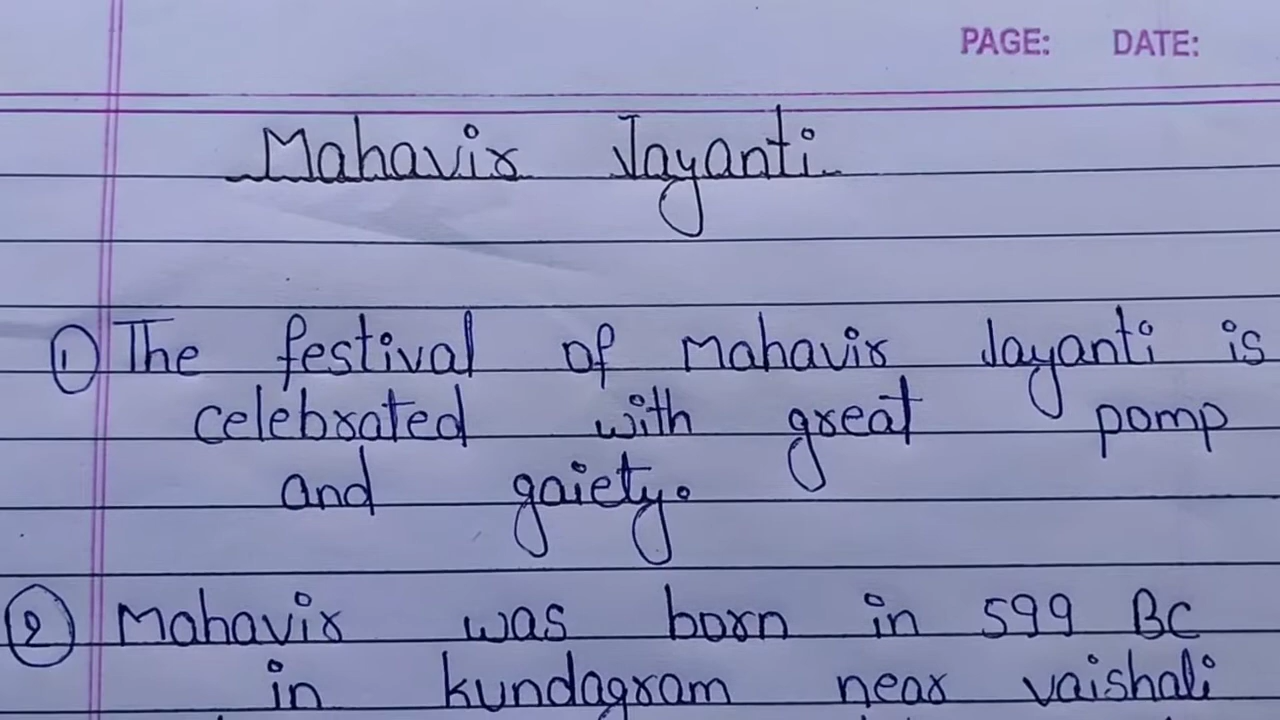 PAGE: DATE:
Mahavir Jayanti
① The festival of Mahavir Jayanti is
celebrated with great pomp
and gaiety.
② Mahavir was born in 599 BC
in kundagram near vaishali